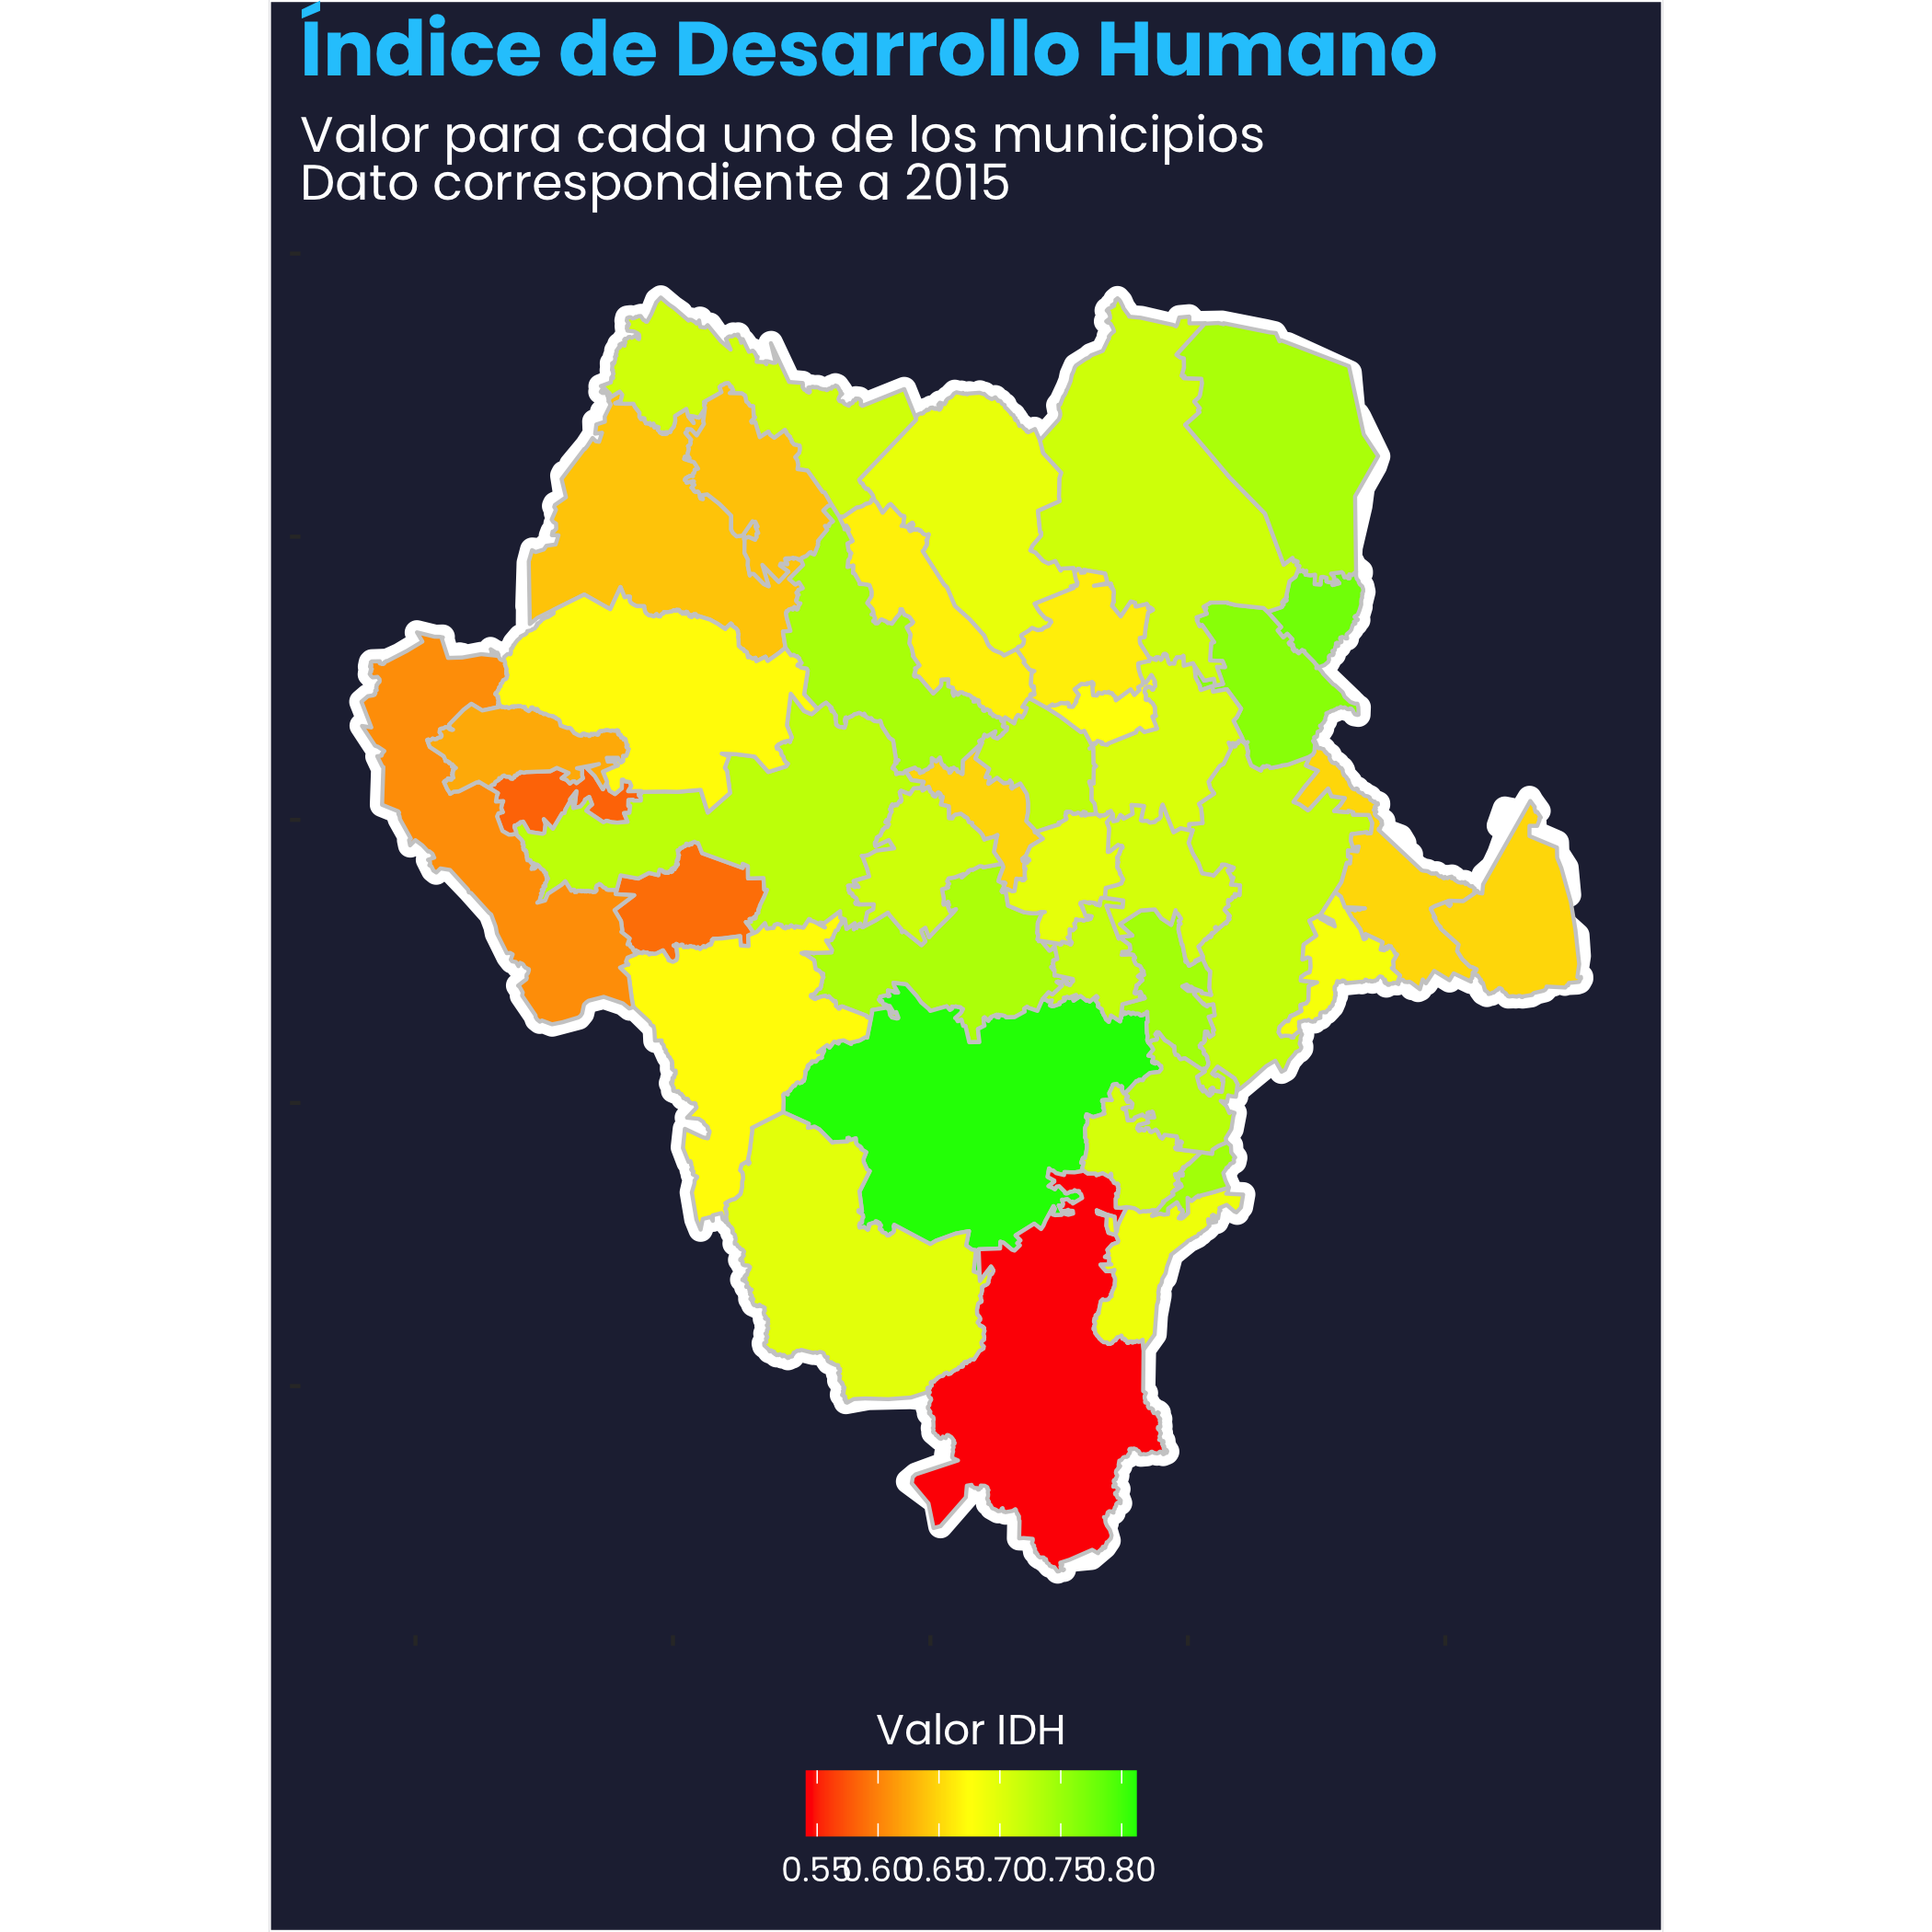 Índice de Desarrollo Humano
Valor para cada uno de los municipios
Dato correspondiente a 2015
Valor IDH
0.55 0.60 0.65 0.70 0.75 0.80